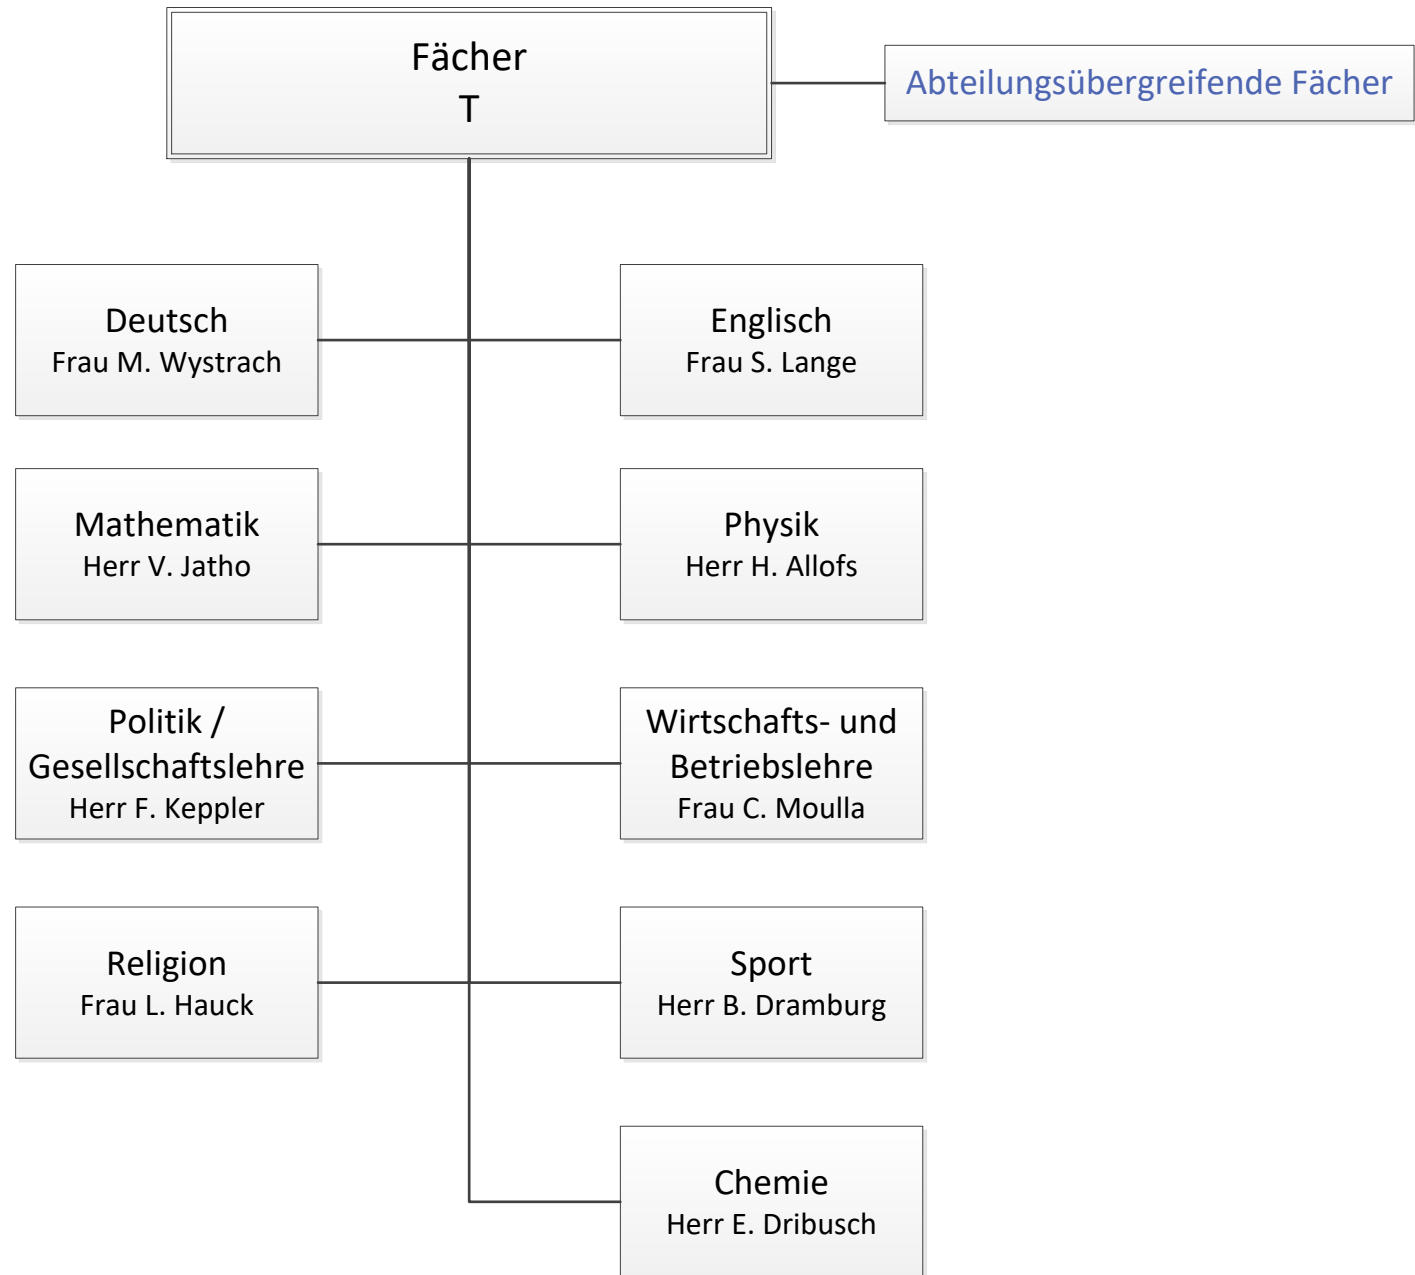 Fächer
T
Abteilungsübergreifende Fächer
Deutsch
Frau M. Wystrach
Englisch
Frau S. Lange
Mathematik
Herr V. Jatho
Physik
Herr H. Allofs
Politik /
Gesellschaftslehre
Herr F. Keppler
Wirtschafts- und
Betriebslehre
Frau C. Moulla
Religion
Frau L. Hauck
Sport
Herr B. Dramburg
Chemie
Herr E. Dribusch